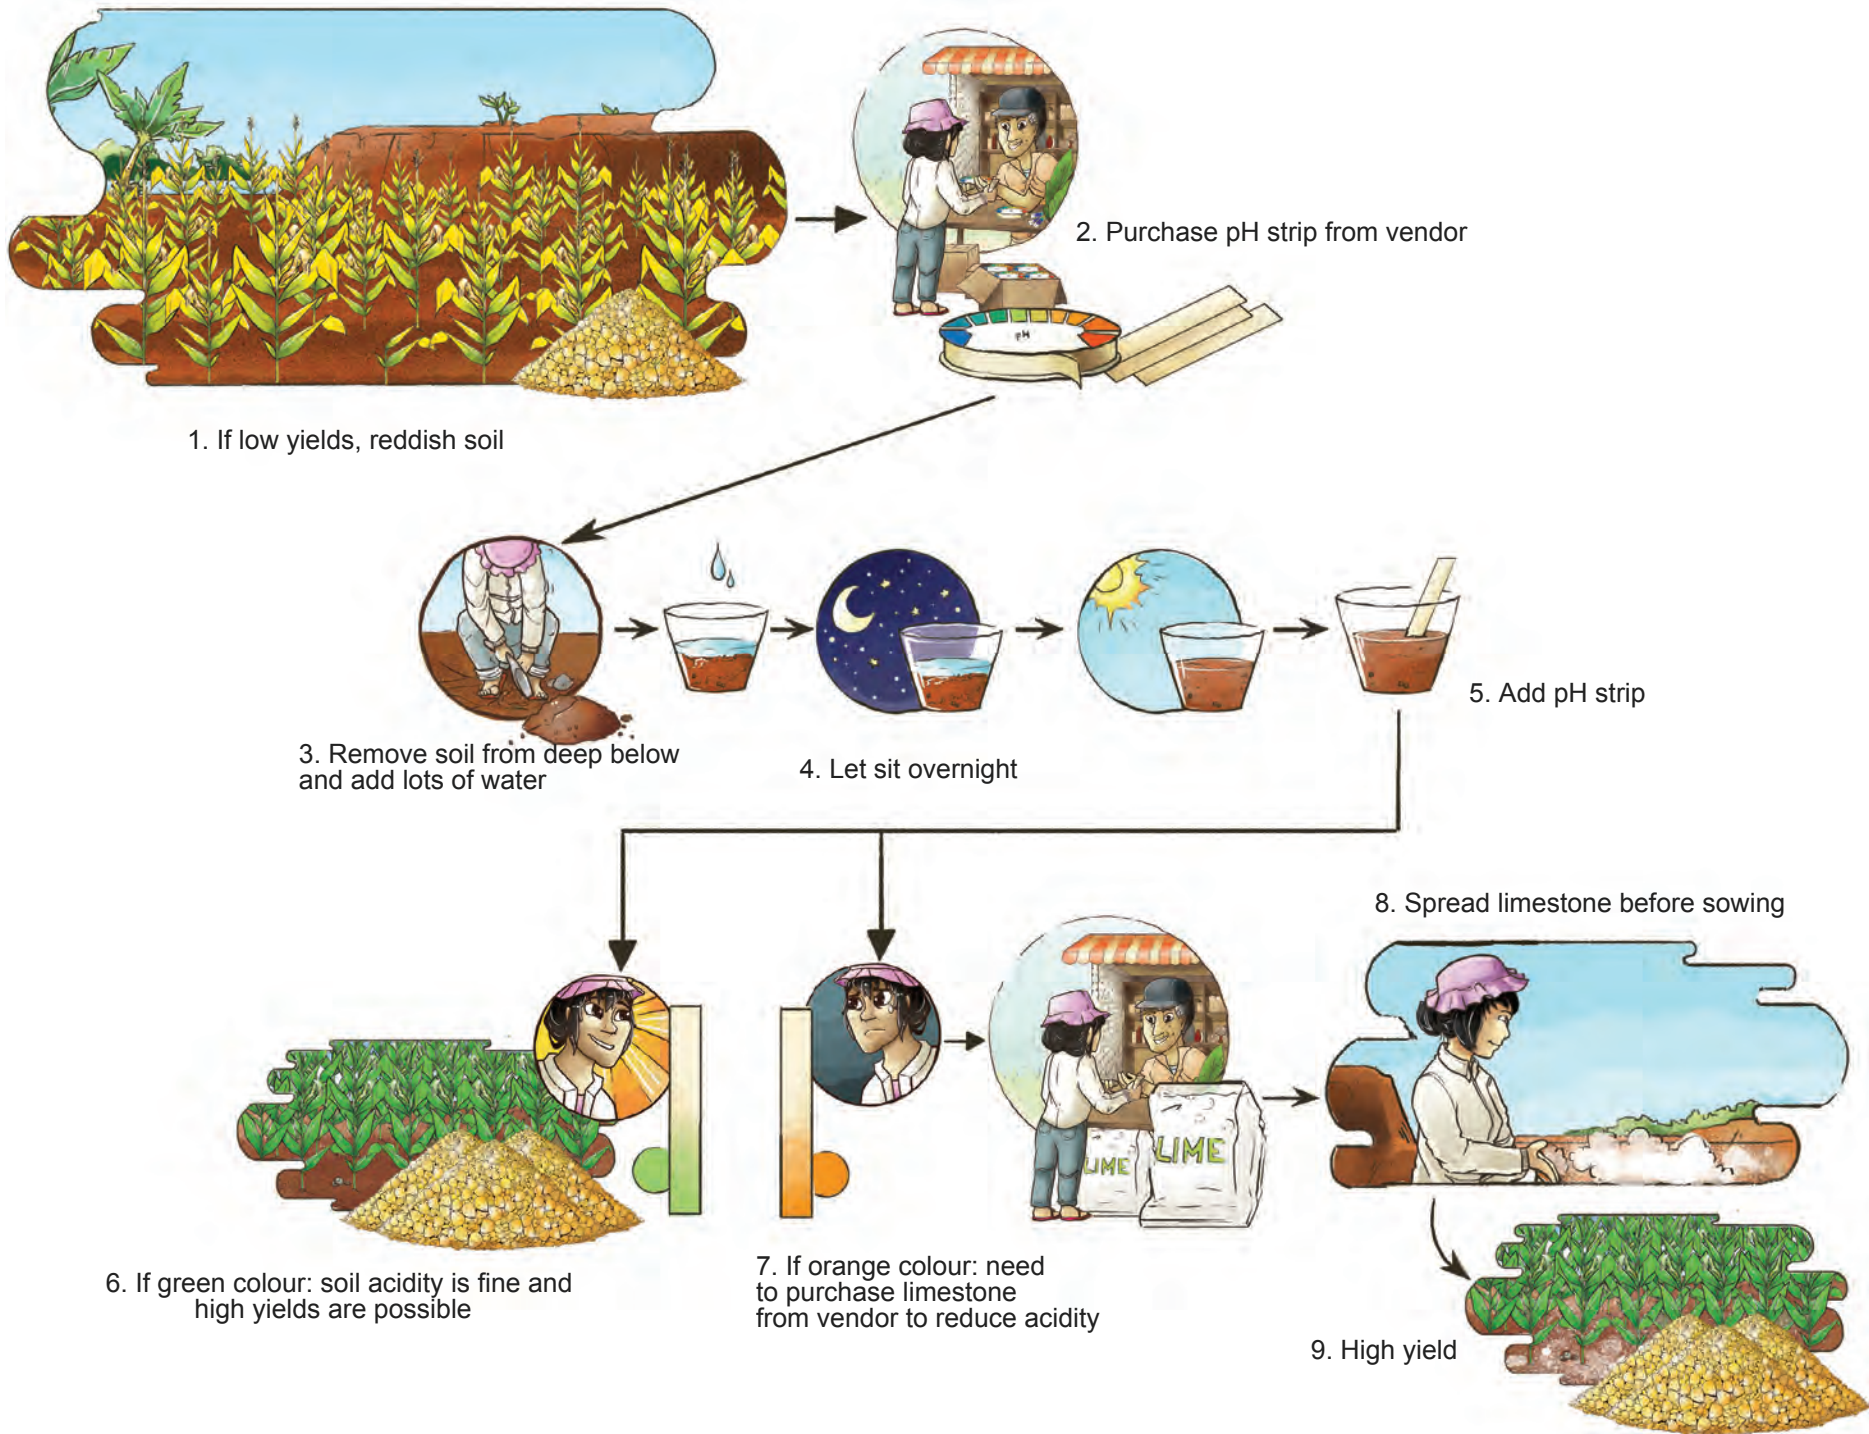 1. If low yields, reddish soil
2. Purchase pH strip from vendor
pH
3. Remove soil from deep below
and add lots of water
4. Let sit overnight
5. Add pH strip
6. If green colour: soil acidity is fine and
high yields are possible
7. If orange colour: need
to purchase limestone
from vendor to reduce acidity
LIME
LIME
8. Spread limestone before sowing
9. High yield